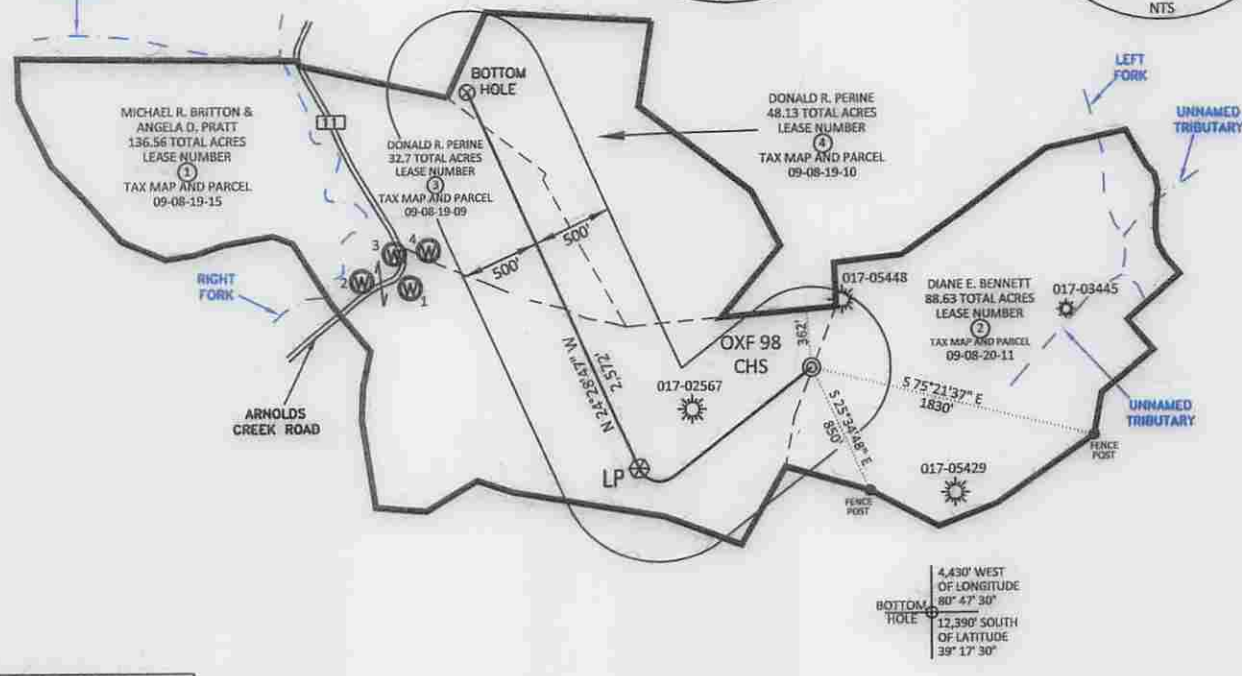 NTS
BOTTOM
HOLE
LEFT
FORK
UNNAMED
TRIBUTARY
MICHAEL R. BRITTON &
ANGELA D. PRATT
136.56 TOTAL ACRES
LEASE NUMBER
1
TAX MAP AND PARCEL
09-08-19-15
11
DONALD R. PERINE
32.7 TOTAL ACRES
LEASE NUMBER
3
TAX MAP AND PARCEL
09-08-19-09
DONALD R. PERINE
48.13 TOTAL ACRES
LEASE NUMBER
4
TAX MAP AND PARCEL
09-08-19-10
500'
500'
3 W
W 4
2 W
W 1
RIGHT
FORK
ARNOLDS
CREEK ROAD
017-05448
DIANE E. BENNETT
88.63 TOTAL ACRES
LEASE NUMBER
2
TAX MAP AND PARCEL
09-08-20-11
017-03445
362'
OXF 98
CHS
017-02567
N 24°28'47" W
2,572'
LP
S 75°21'37" E
1830'
S 25°34'48" E
850'
UNNAMED
TRIBUTARY
FENCE
POST
017-05429
FENCE
POST
BOTTOM
HOLE
4,430' WEST
OF LONGITUDE
80° 47' 30"
12,390' SOUTH
OF LATITUDE
39° 17' 30"